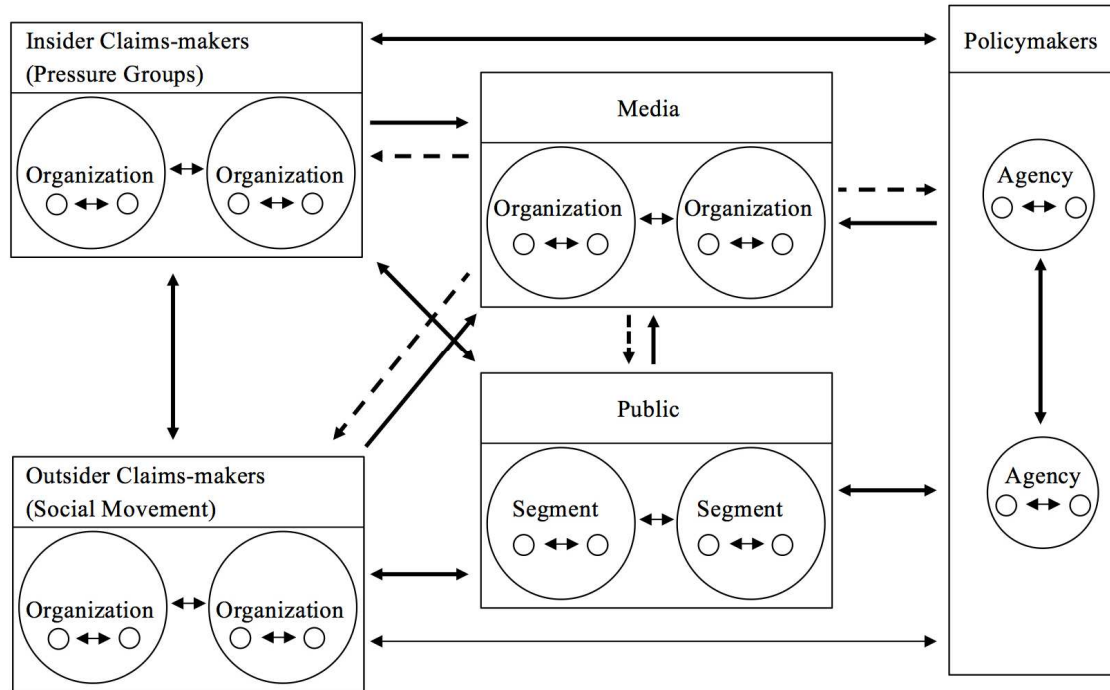 Insider Claims-makers
(Pressure Groups)
Organization
Organization
Media
Organization
Organization
Policymakers
Agency
Agency
Public
Segment
Segment
Outsider Claims-makers
(Social Movement)
Organization
Organization